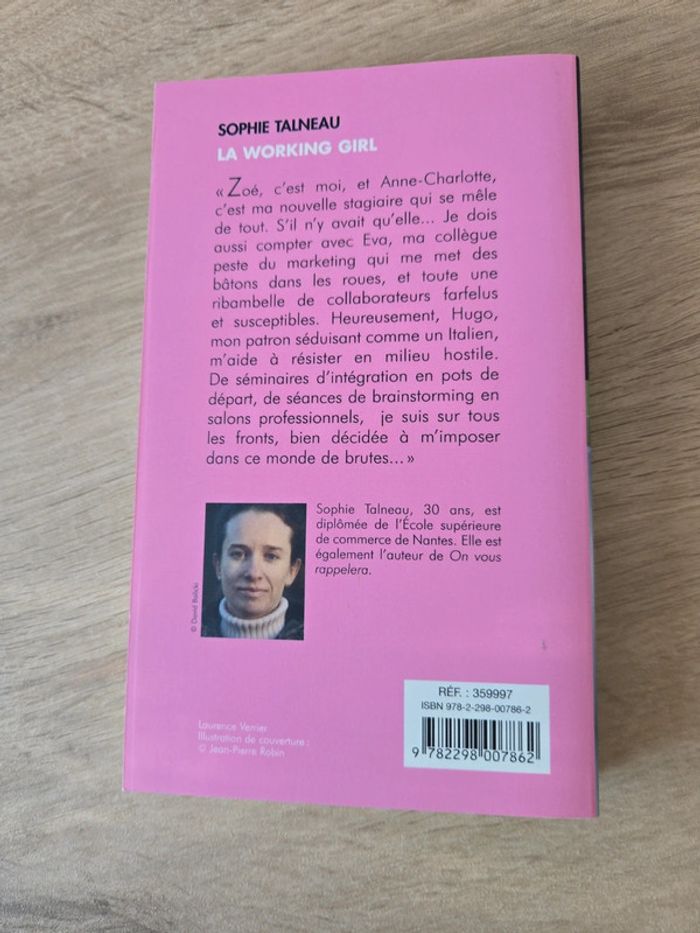 SOPHIE TALNEAU
LA WORKING GIRL
« Zoé, c'est moi, et Anne-Charlotte,
c'est ma nouvelle stagiaire qui se mêle
de tout. S'il n'y avait qu'elle... Je dois
aussi compter avec Eva, ma collègue
peste du marketing qui me met des
bâtons dans les roues, et toute une
ribambelle de collaborateurs farfelus
et susceptibles. Heureusement, Hugo,
mon patron séduisant comme un Italien,
m'aide à résister en milieu hostile.
De séminaires d'intégration en pots de
départ, de séances de brainstorming en
salons professionnels, je suis sur tous
les fronts, bien décidée à m'imposer
dans ce monde de brutes... »
Sophie Talneau, 30 ans, est
diplômée de l'École supérieure
de commerce de Nantes. Elle est
également l'auteur de On vous
rappelera.
© David Balicki
Laurence Verrier
Illustration de couverture :
© Jean-Pierre Robin
RÉF. : 359997
ISBN 978-2-298-00786-2
9 782298 007862